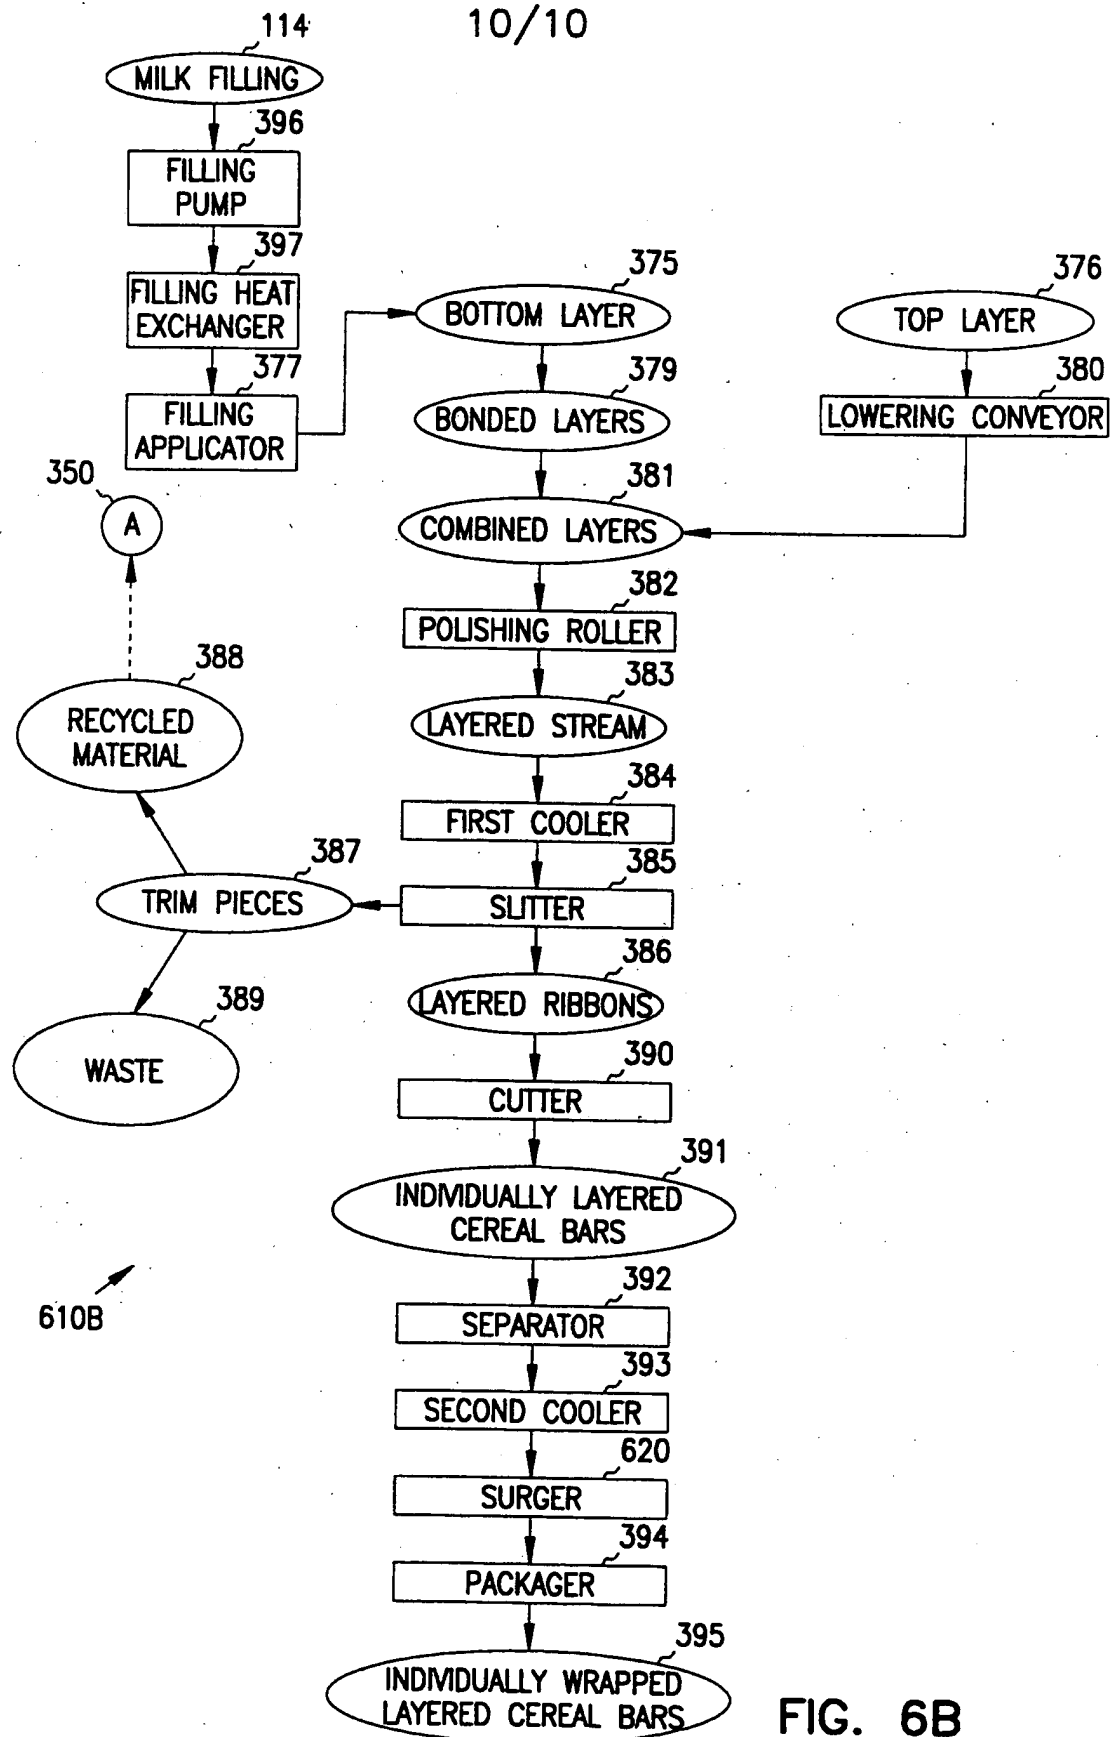 10/10
114
MILK FILLING
396
FILLING
PUMP
397
FILLING HEAT
EXCHANGER
377
FILLING
APPLICATOR
375
BOTTOM LAYER
376
TOP LAYER
379
BONDED LAYERS
380
LOWERING CONVEYOR
381
COMBINED LAYERS
350
A
382
POLISHING ROLLER
388
RECYCLED
MATERIAL
383
LAYERED STREAM
384
FIRST COOLER
387
TRIM PIECES
385
SLITTER
386
LAYERED RIBBONS
389
WASTE
390
CUTTER
391
INDIVIDUALLY LAYERED
CEREAL BARS
610B
392
SEPARATOR
393
SECOND COOLER
620
SURGER
394
PACKAGER
395
INDIVIDUALLY WRAPPED
LAYERED CEREAL BARS
FIG. 6B